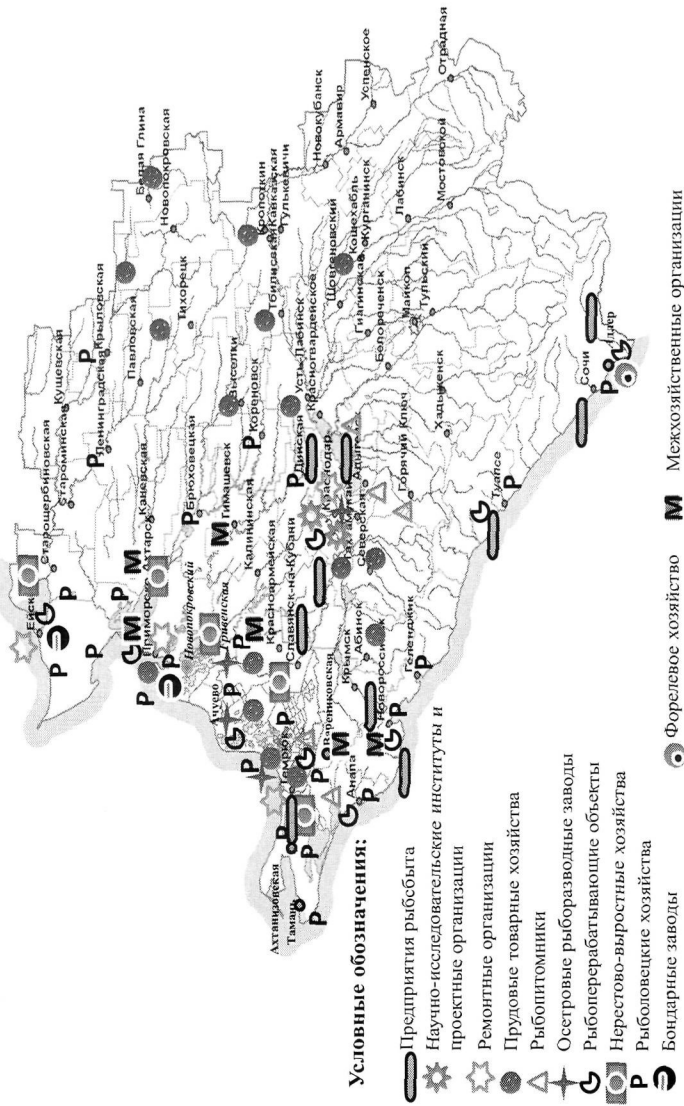 Старощербиновская
Ейск
Староминская
Кущевская
Ленинградская
Крыловская
Каневская
Павловская
Белая Глина
Новопокровская
Тихорецк
Приморско-Ахтарск
Новопокровский
Брюховецкая
Тимашевск
Гривенская
Калининская
Выселки
Кореновск
Кропоткин
Кавказская
Гулькевичи
Тбилисская
Ачуево
Красноармейская
Славянск-на-Кубани
Динская
Усть-Лабинск
Красногвардейское
Новокубанск
Армавир
Успенское
Отрадная
Шовгеновский
Кошехабль
Гиагинская
Курганинск
Лабинск
Мостовской
Белореченск
Майкоп
Тульский
Краснодар
Тахтамукай
Адыгейск
Северская
Горячий Ключ
Хадыженск
Темрюк
Варениковская
Крымск
Абинск
Ахтанизовская
Тамань
Анапа
Новороссийск
Геленджик
Туапсе
Сочи
Адлер
Условные обозначения:
Предприятия рыбсбыта
Научно-исследовательские институты и
проектные организации
Ремонтные организации
Прудовые товарные хозяйства
Рыбопитомники
Осетровые рыборазводные заводы
Рыбоперерабатывающие объекты
Нерестово-выростные хозяйства
Р Рыболовецкие хозяйства
Бондарные заводы
Форелевое хозяйство
М Межхозяйственные организации